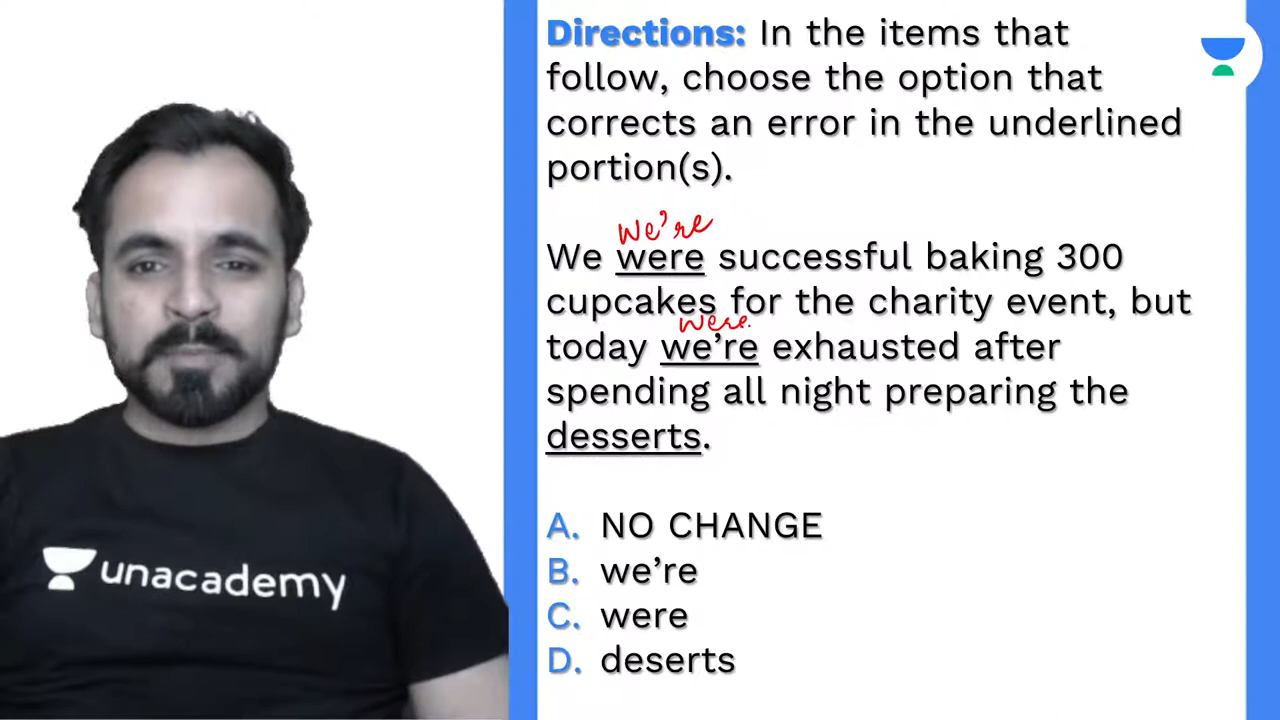 Directions: In the items that
follow, choose the option that
corrects an error in the underlined
portion(s).
We're
We were successful baking 300
cupcakes for the charity event, but
were.
today we're exhausted after
spending all night preparing the
desserts.
A. NO CHANGE
B. we're
C. were
D. deserts
unacademy